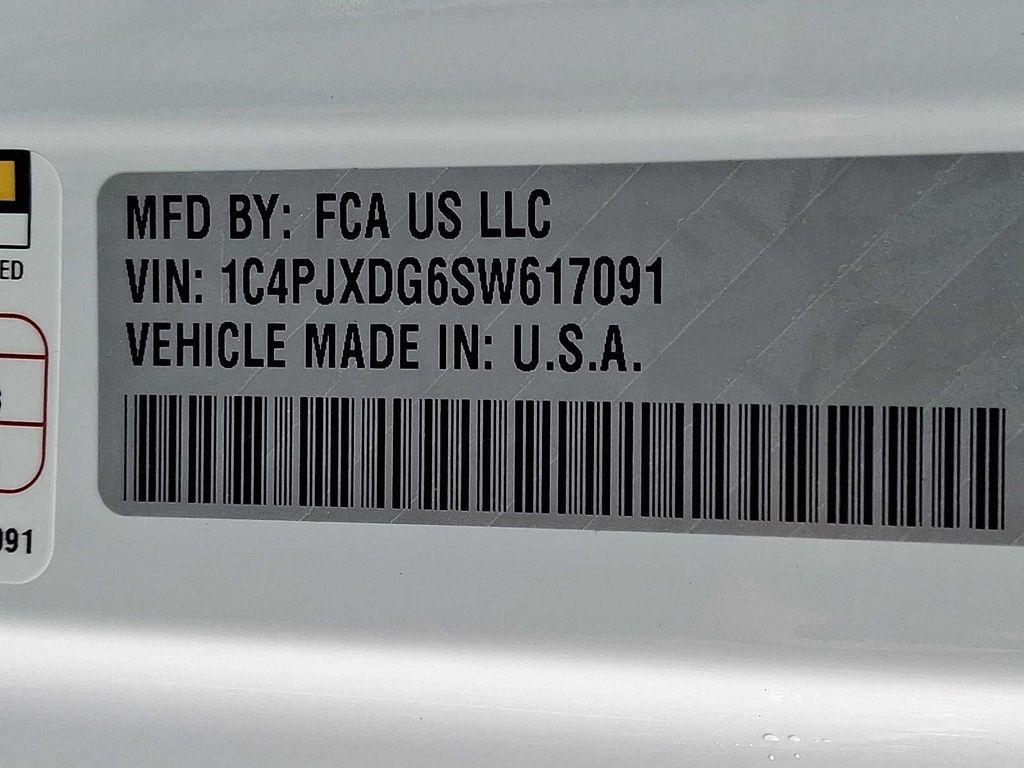 MFD BY: FCA US LLC
VIN: 1C4PJXDG6SW617091
VEHICLE MADE IN: U.S.A.
ED
091